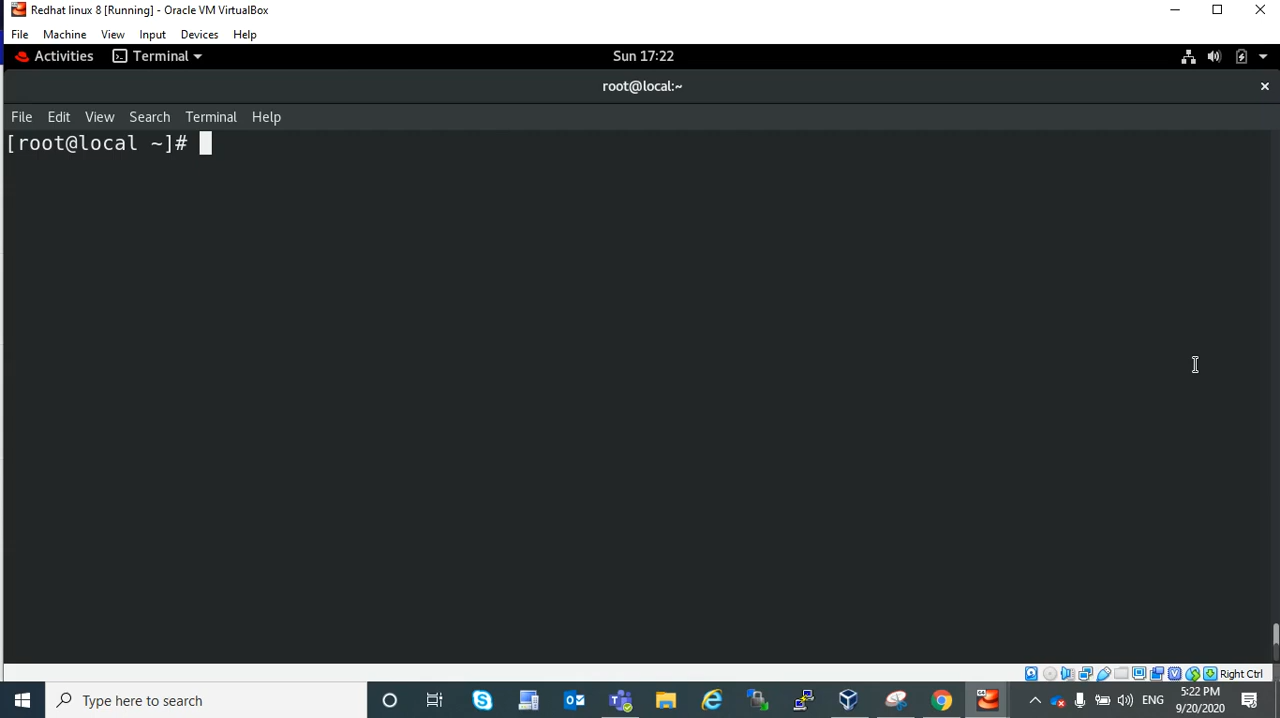 Redhat linux 8 [Running] - Oracle VM VirtualBox
File Machine View Input Devices Help
Activities Terminal Sun 17:22
root@local:~
File Edit View Search Terminal Help
[root@local ~]#
Right Ctrl
Type here to search
ENG
5:22 PM
9/20/2020